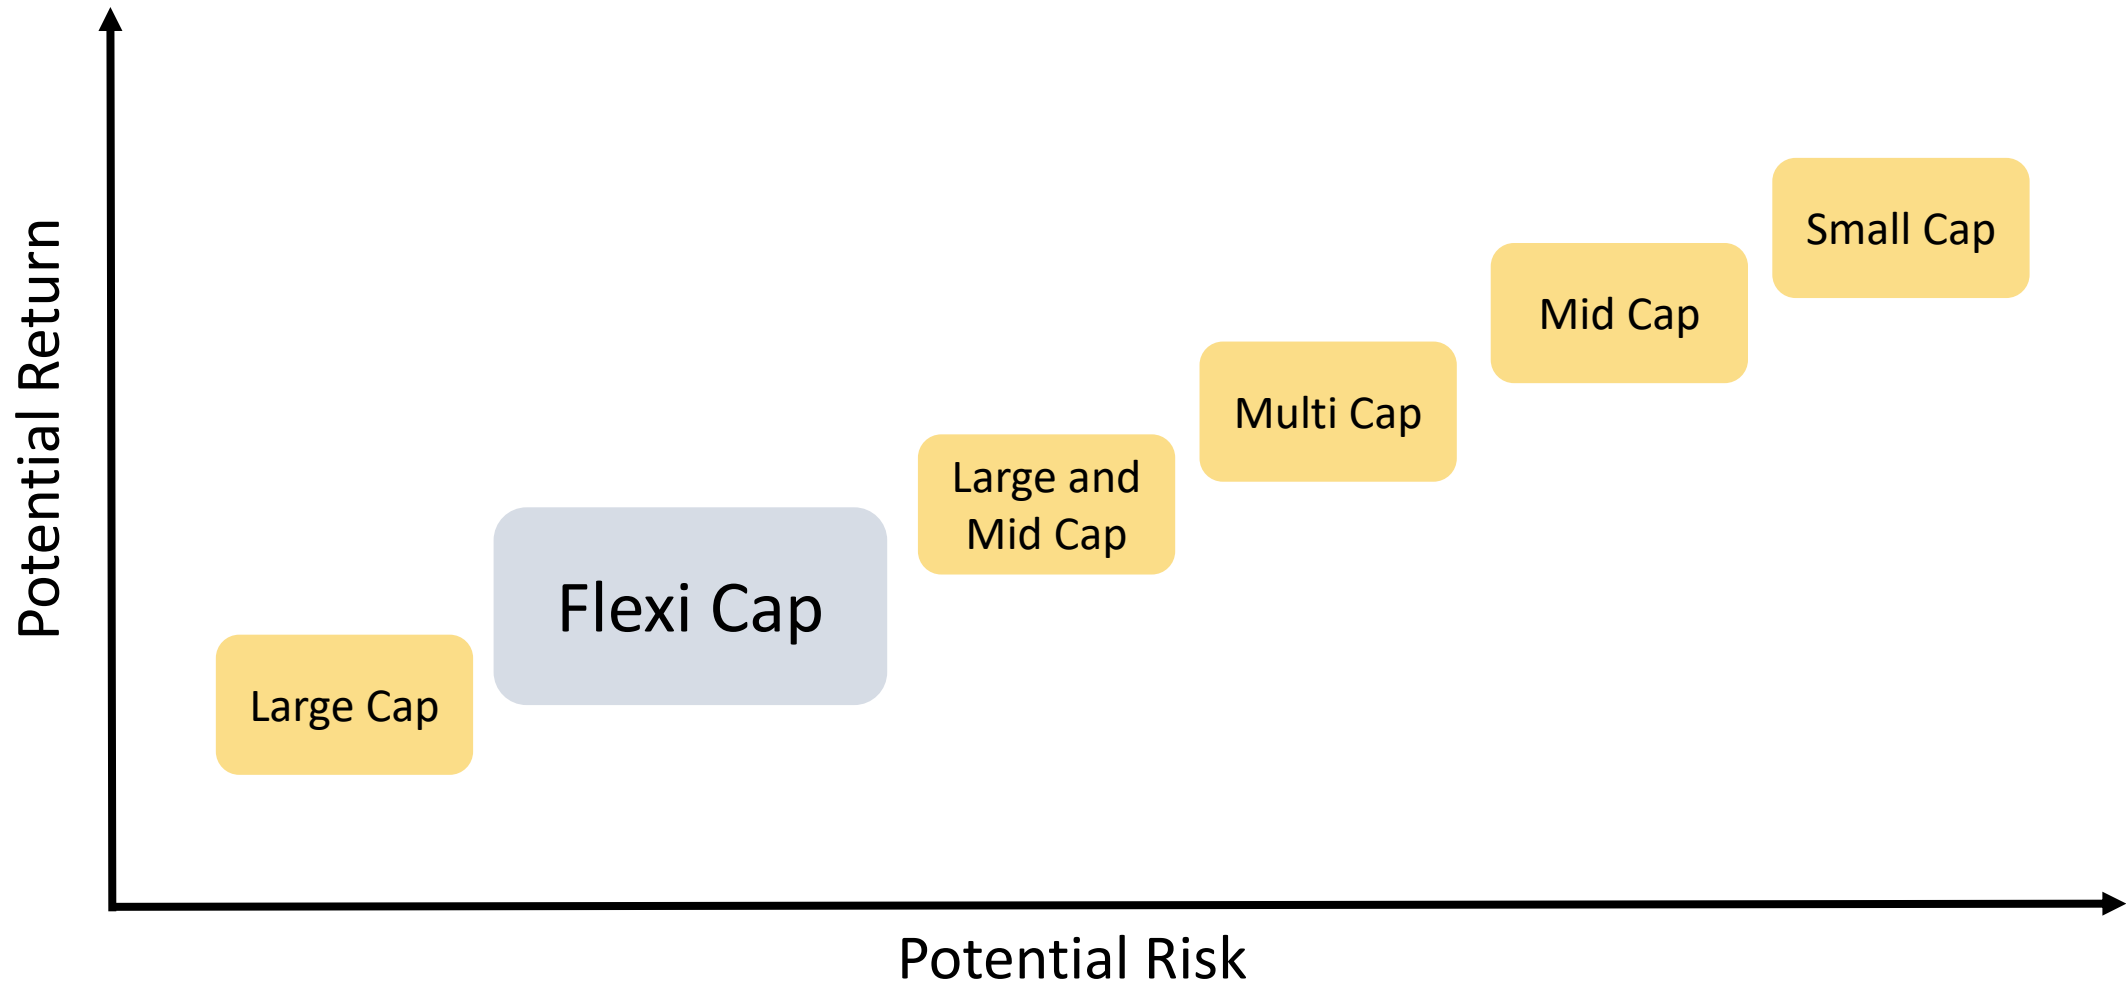 Potential Return
Small Cap
Mid Cap
Multi Cap
Large and
Mid Cap
Flexi Cap
Large Cap
Potential Risk